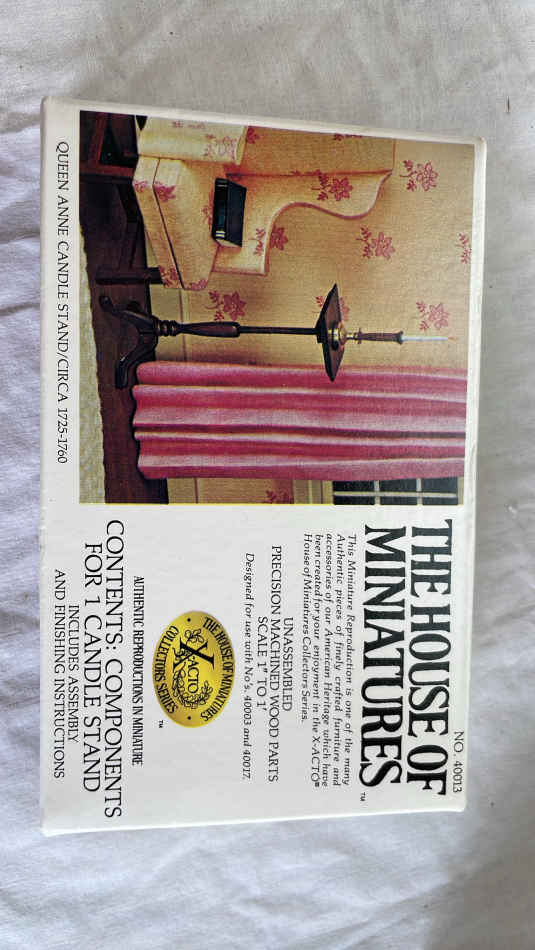 NO. 40013
THE HOUSE OF
MINIATURES™
This Miniature Reproduction is one of the many
Authentic pieces of finely crafted furniture and
accessories of our American Heritage which have
been created for your enjoyment in the X-ACTO®
House of Miniatures Collectors Series.
UNASSEMBLED
PRECISION MACHINED WOOD PARTS
SCALE 1" TO 1'
Designed for use with No's. 40003 and 40017.
THE HOUSE OF MINIATURES
X-ACTO
COLLECTORS SERIES
™
AUTHENTIC REPRODUCTIONS IN MINIATURE
CONTENTS: COMPONENTS
FOR 1 CANDLE STAND
INCLUDES ASSEMBLY
AND FINISHING INSTRUCTIONS
QUEEN ANNE CANDLE STAND/CIRCA 1725-1760